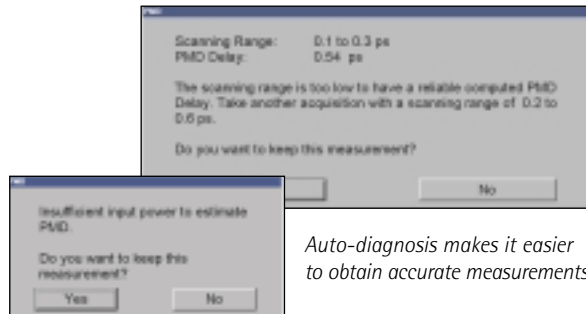 PMD
Scanning Range: 0.1 to 0.3 ps
PMD Delay: 0.54 ps
The scanning range is too low to have a reliable computed PMD
Delay. Take another acquisition with a scanning range of 0.2 to
0.6 ps.
Do you want to keep this measurement?
No
Insufficient input power to estimate
PMD.
Do you want to keep this
measurement?
Yes No
Auto-diagnosis makes it easier
to obtain accurate measurements